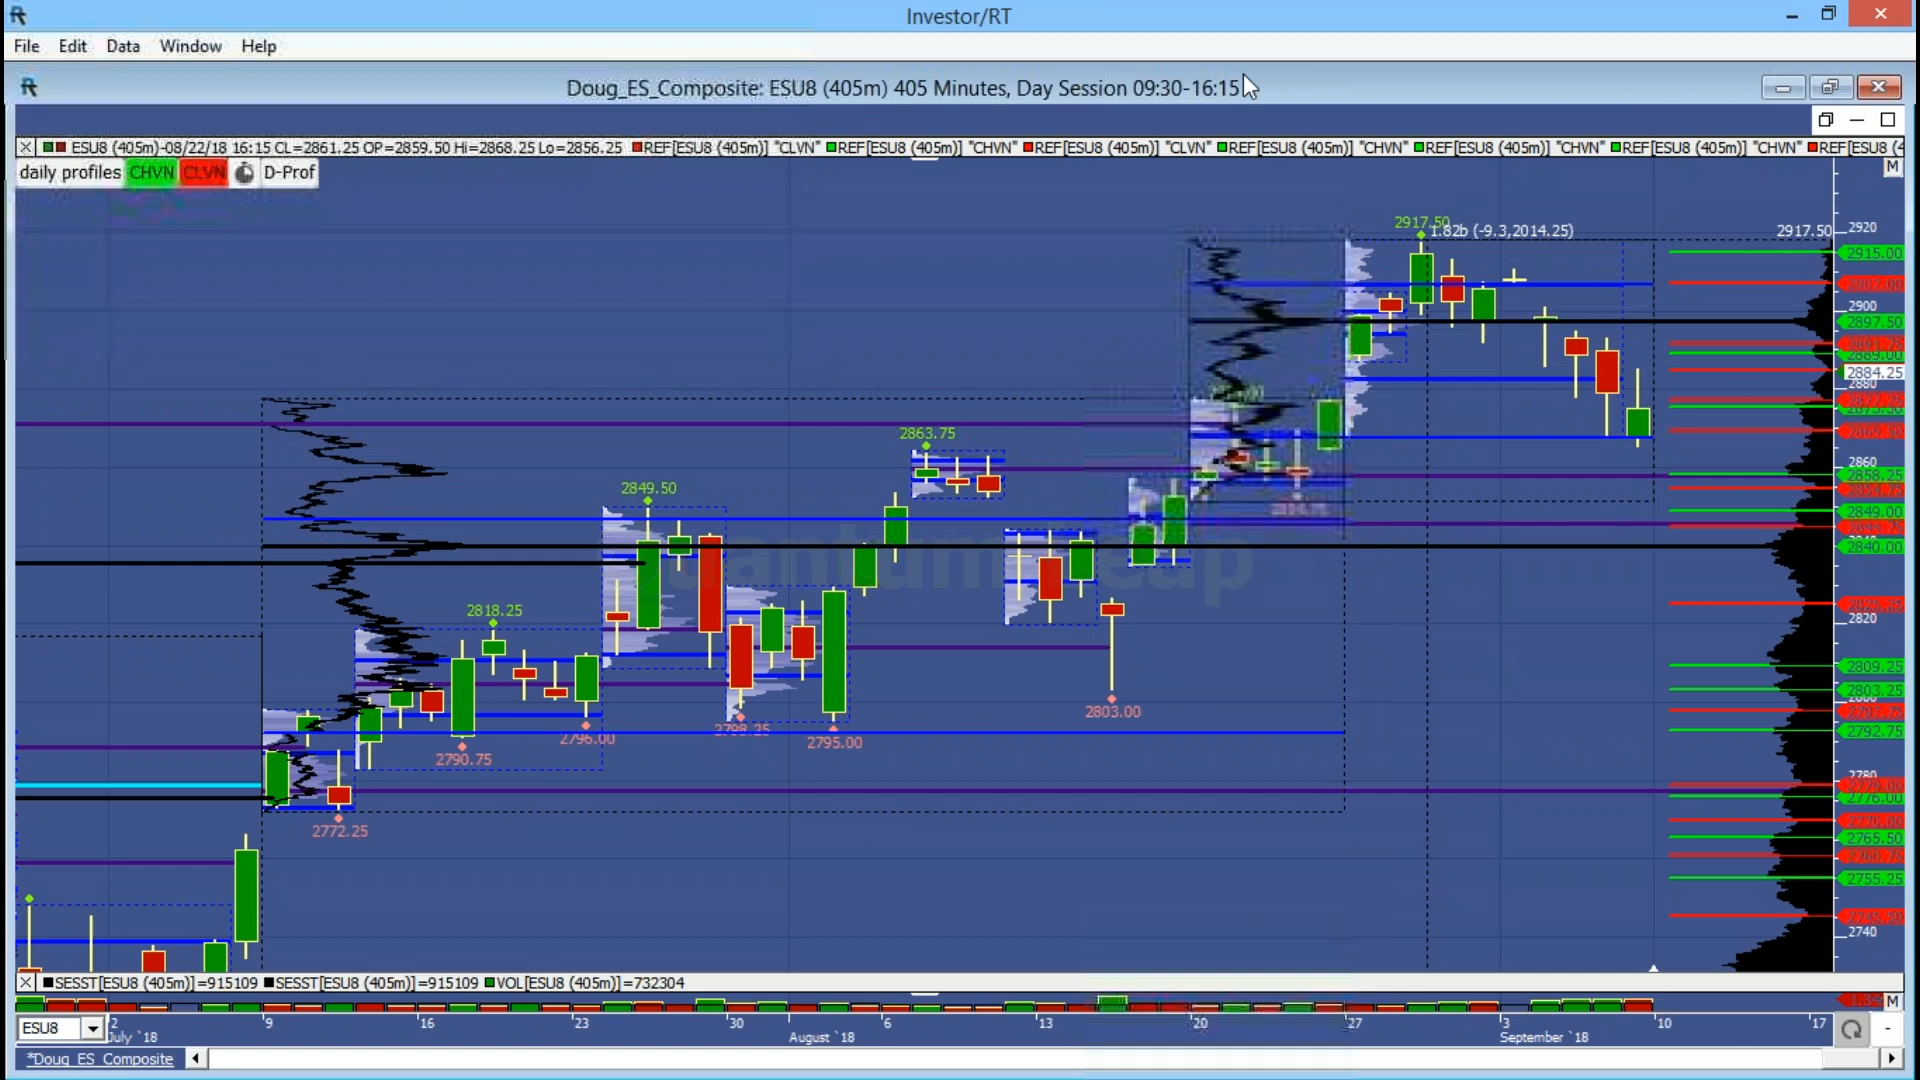 Investor/RT
File Edit Data Window Help
Doug_ES_Composite: ESU8 (405m) 405 Minutes, Day Session 09:30-16:15
ESU8 (405m)-08/22/18 16:15 CL=2861.25 OP=2859.50 Hi=2868.25 Lo=2856.25 REF[ESU8 (405m)] "CLVN" REF[ESU8 (405m)] "CHVN" REF[ESU8 (405m)] "CLVN" REF[ESU8 (405m)] "CHVN" REF[ESU8 (405m)] "CHVN" REF[ESU8 (405m)] "CHVN" REF[ESU8 (4
daily profiles CHVN CLVN D-Prof
M
2917.50
1.82b (-9.3,2014.25)
2917.50
2920
2915.00
2907.00
2900
2897.50
2889.00
2884.25
2880
2863.75
2860
2858.25
2849.50
2849.00
2840.00
2818.25
2820
2809.25
2803.25
2803.00
2797.75
2796.00
2795.00
2790.75
2792.75
2780
2776.00
2772.25
2765.50
2755.25
2740
SESST[ESU8 (405m)]=915109 SESST[ESU8 (405m)]=915109 VOL[ESU8 (405m)]=732304
M
ESU8
2 9 16 23 30 6 13 20 27 3 10 17
July `18 August `18 September `18
*Doug_ES_Composite